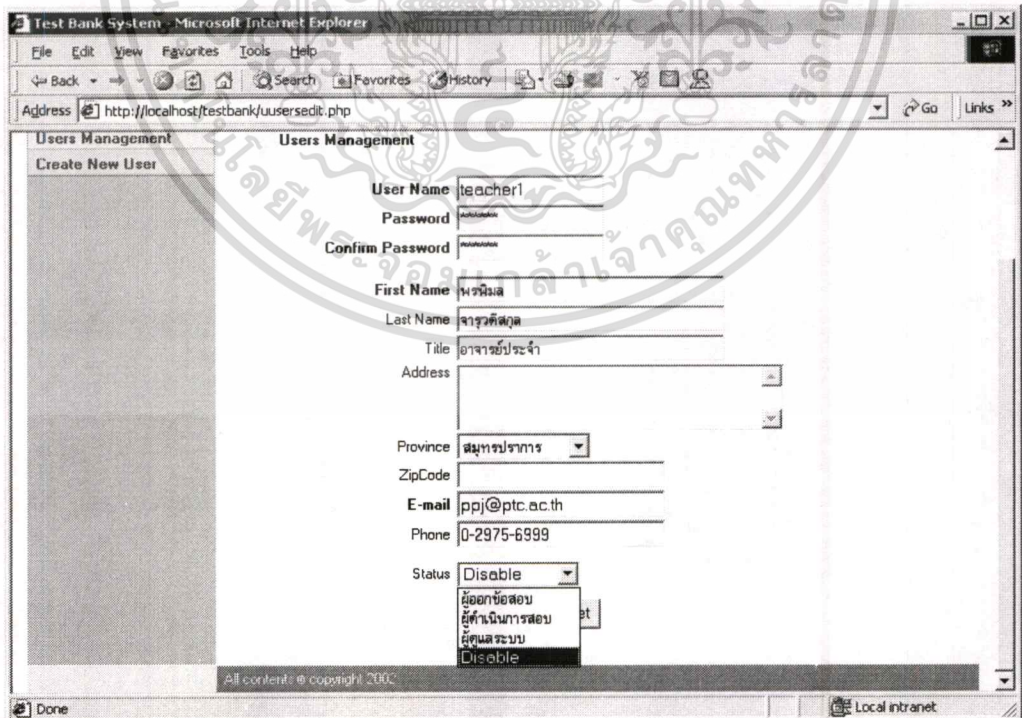 Test Bank System - Microsoft Internet Explorer
File Edit View Favorites Tools Help
Back Search Favorites History
Address http://localhost/testbank/uusersedit.php Go Links »
Users Management
Create New User
Users Management
User Name teacher1
Password ********
Confirm Password ********
First Name พรพิมล
Last Name จารุวดีสกุล
Title อาจารย์ประจำ
Address
Province สมุทรปราการ
ZipCode
E-mail ppj@ptc.ac.th
Phone 0-2975-6999
Status Disable
ผู้ออกข้อสอบ
ผู้ดำเนินการสอบ
ผู้ดูแลระบบ
Disable
All contents © copyright 2002
Done Local intranet